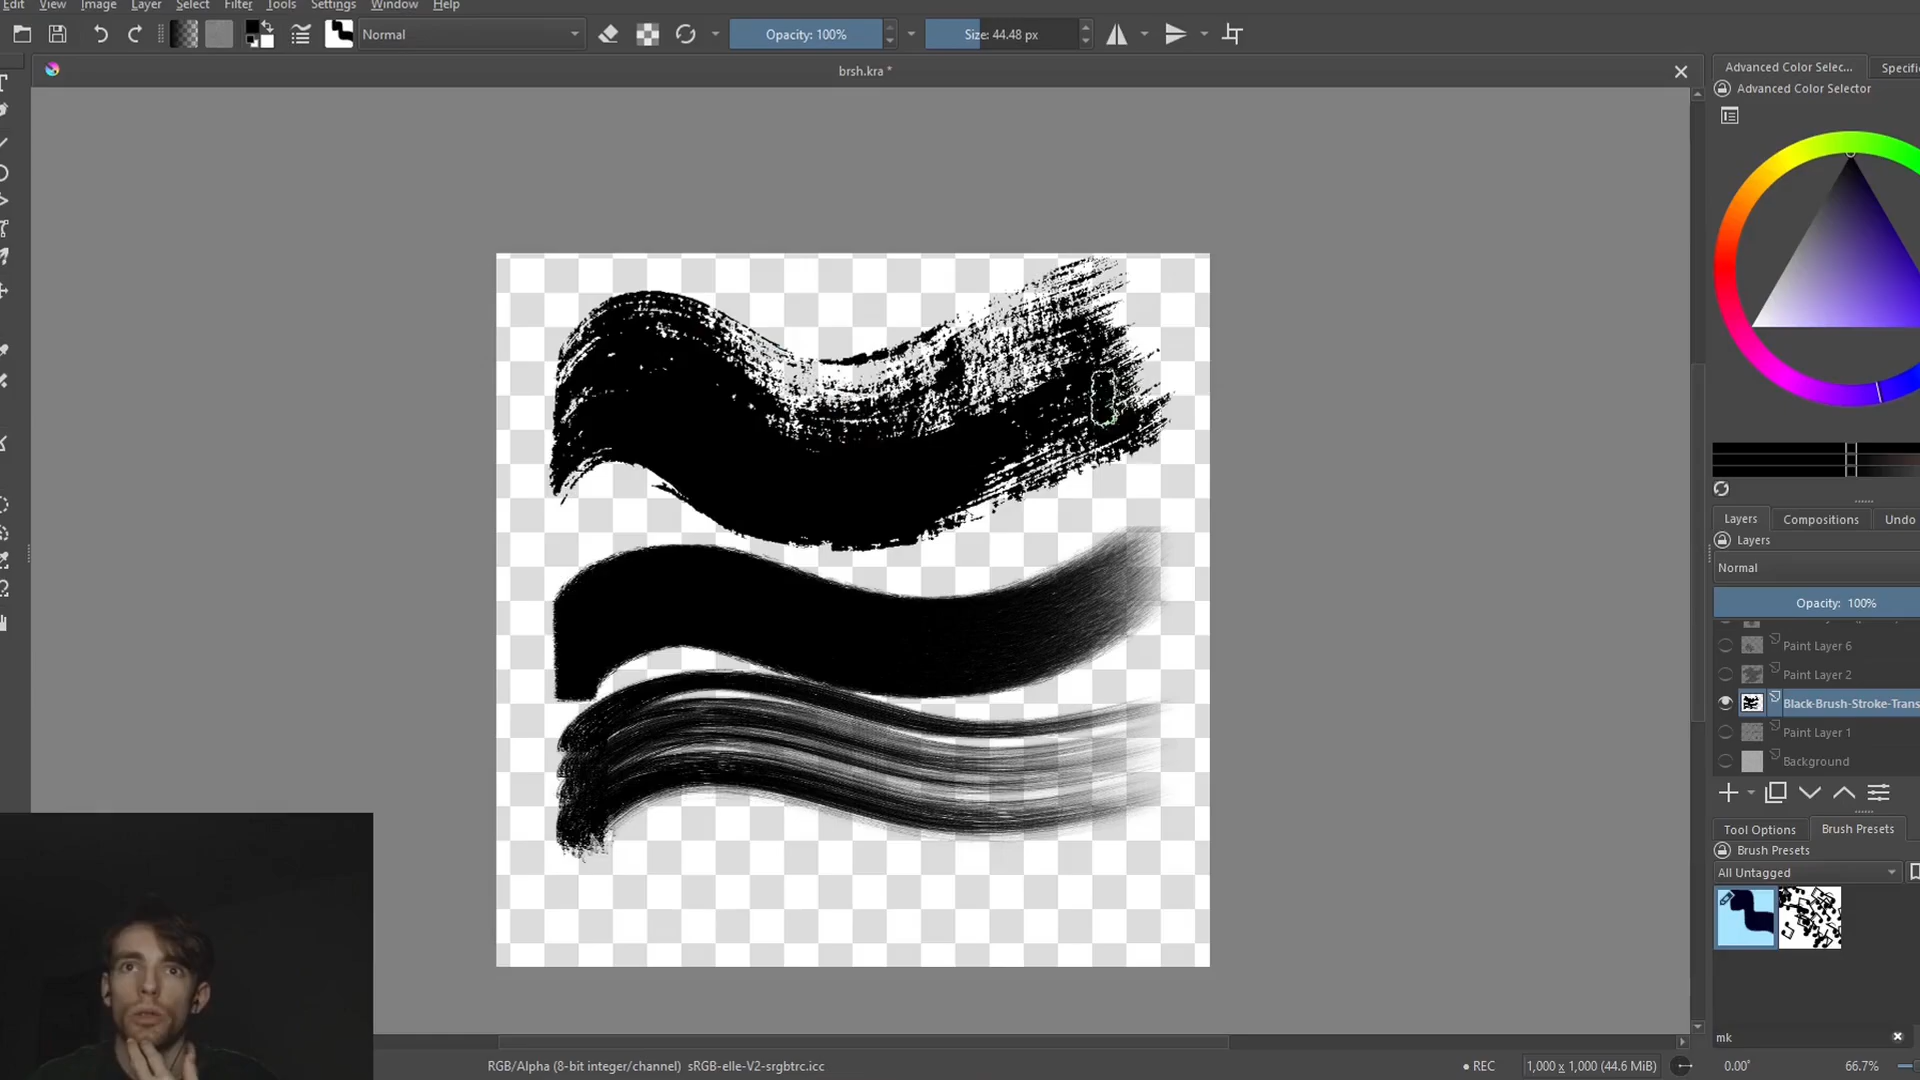 Edit View Image Layer Select Filter Tools Settings Window Help
Normal
Opacity: 100%
Size: 44.48 px
brsh.kra *
Advanced Color Selec...
Advanced Color Selector
Layers Compositions Undo
Layers
Normal
Opacity: 100%
Paint Layer 6
Paint Layer 2
Black-Brush-Stroke-Trans
Paint Layer 1
Background
Tool Options Brush Presets
Brush Presets
All Untagged
mk
RGB/Alpha (8-bit integer/channel) sRGB-elle-V2-srgbtrc.icc
REC
1,000 x 1,000 (44.6 MiB)
0.00°
66.7%